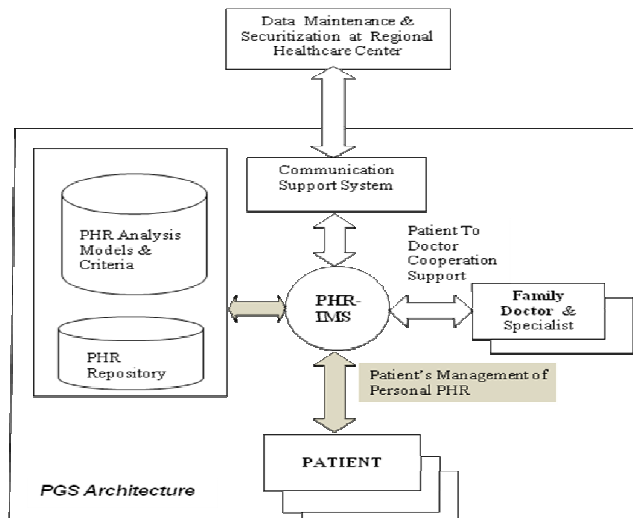 Data Maintenance &
Securitization at Regional
Healthcare Center
Communication
Support System
PHR Analysis
Models &
Criteria
PHR
Repository
PHR-
IMS
Patient To
Doctor
Cooperation
Support
Family
Doctor &
Specialist
Patient's Management of
Personal PHR
PATIENT
PGS Architecture